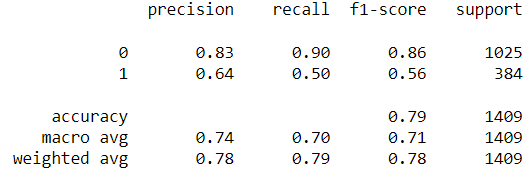 precision recall f1-score support
0 0.83 0.90 0.86 1025
1 0.64 0.50 0.56 384
accuracy 0.79 1409
macro avg 0.74 0.70 0.71 1409
weighted avg 0.78 0.79 0.78 1409